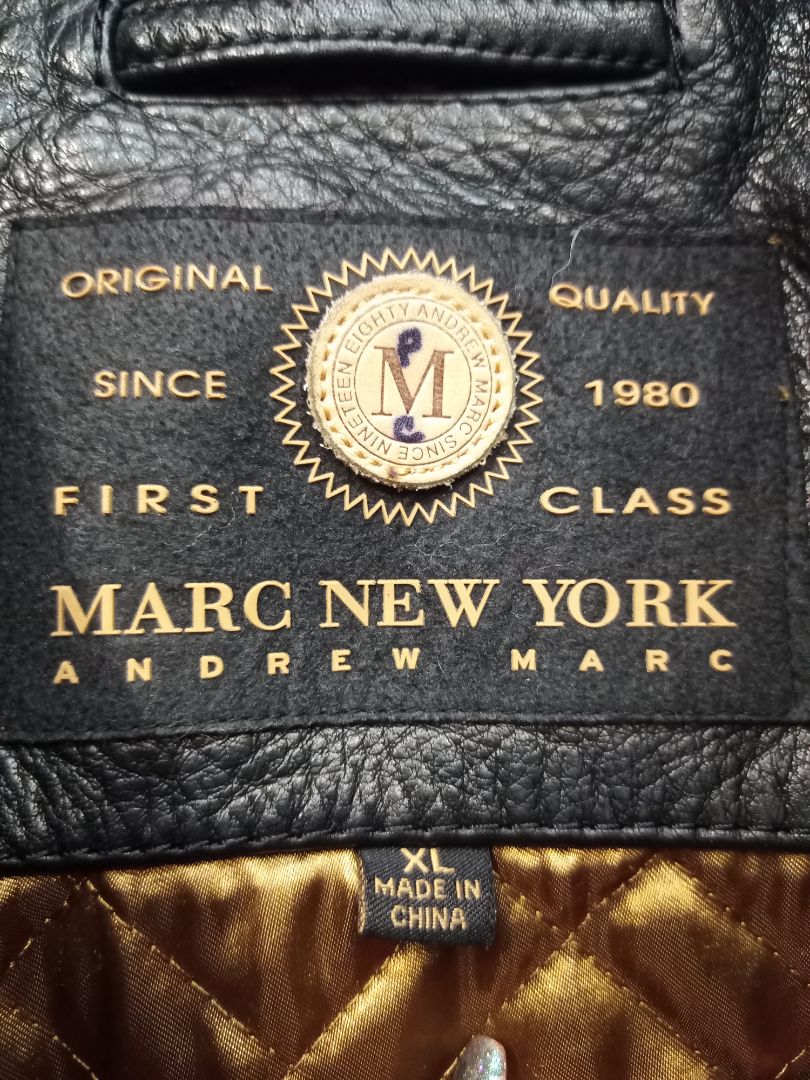 ORIGINAL QUALITY
SINCE 1980
NINETEEN EIGHTY ANDREW MARC SINCE
P
M
C
FIRST CLASS
MARC NEW YORK
ANDREW MARC
XL
MADE IN
CHINA